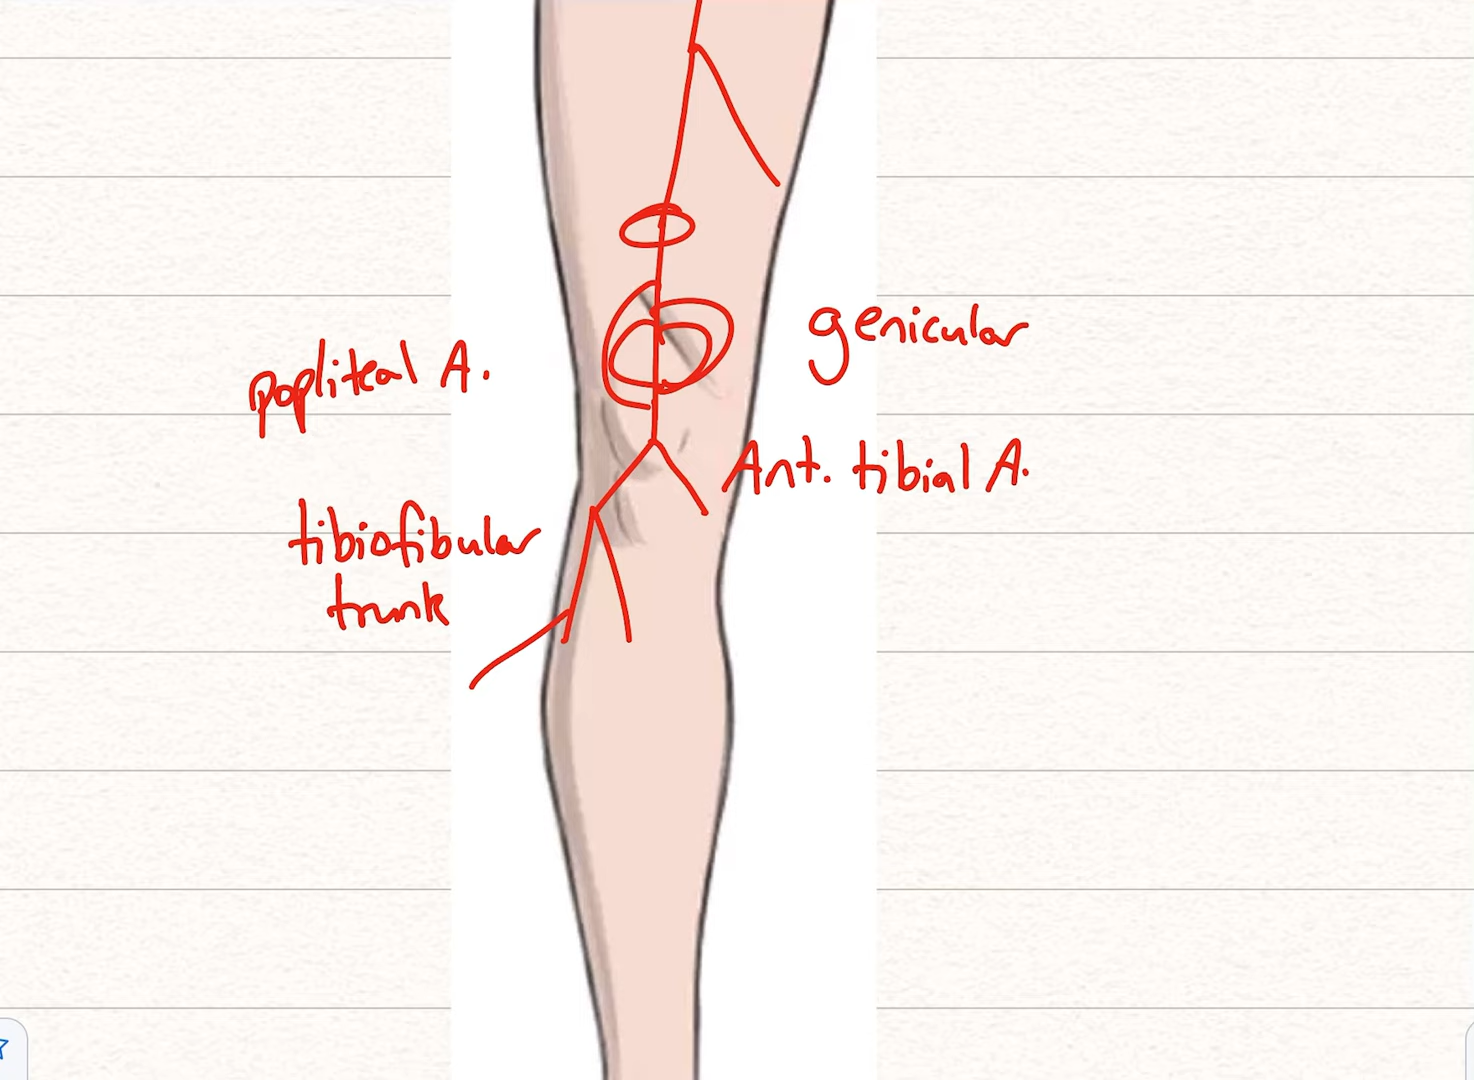 genicular
popliteal A.
Ant. tibial A.
tibiofibular
trunk